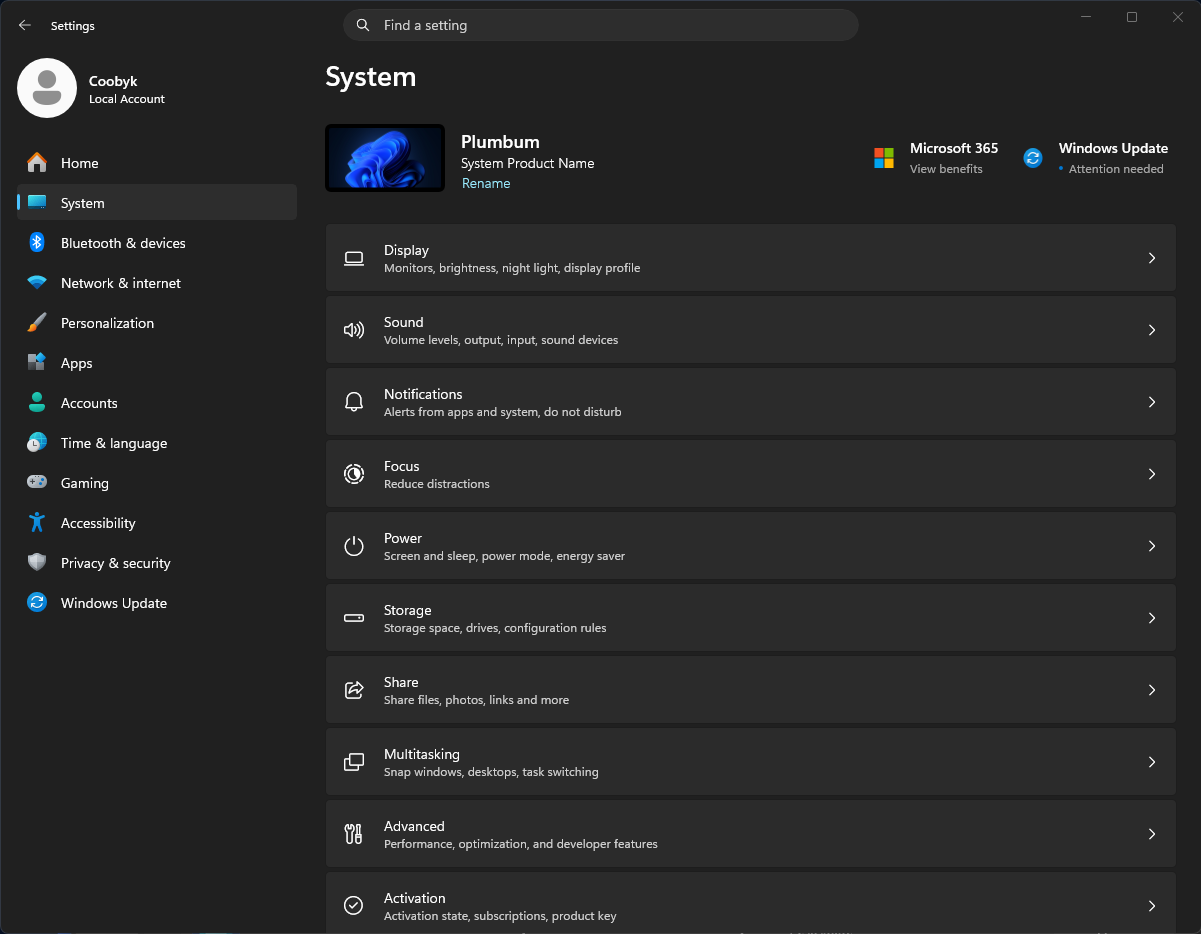 Settings
Find a setting
Coobyk
Local Account
Home
System
Bluetooth & devices
Network & internet
Personalization
Apps
Accounts
Time & language
Gaming
Accessibility
Privacy & security
Windows Update
System
Plumbum
System Product Name
Rename
Microsoft 365
View benefits
Windows Update
Attention needed
Display
Monitors, brightness, night light, display profile
Sound
Volume levels, output, input, sound devices
Notifications
Alerts from apps and system, do not disturb
Focus
Reduce distractions
Power
Screen and sleep, power mode, energy saver
Storage
Storage space, drives, configuration rules
Share
Share files, photos, links and more
Multitasking
Snap windows, desktops, task switching
Advanced
Performance, optimization, and developer features
Activation
Activation state, subscriptions, product key